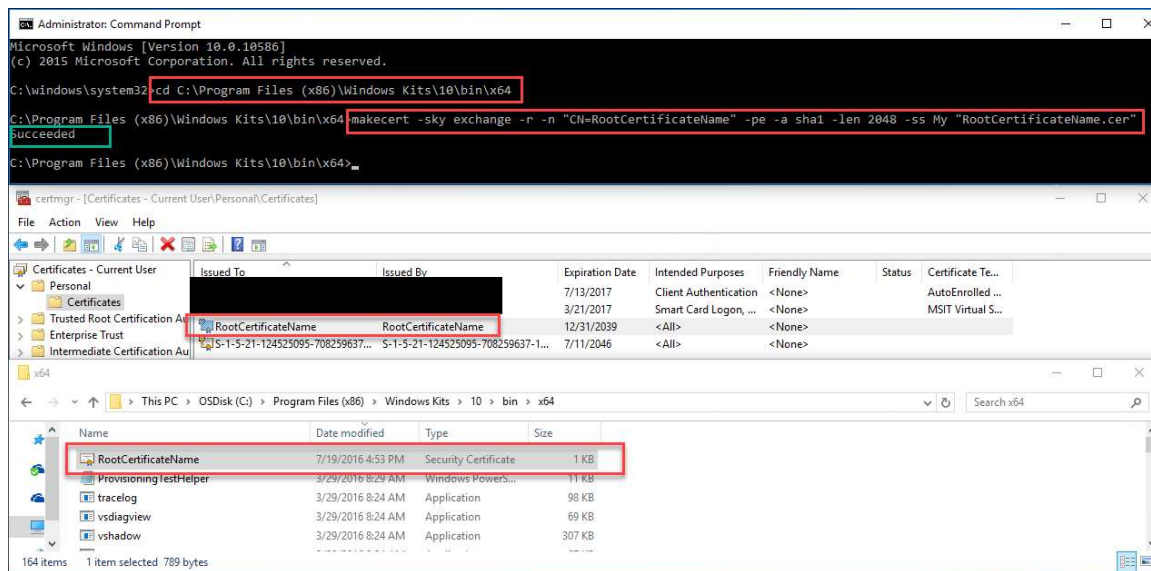 Administrator: Command Prompt
Microsoft Windows [Version 10.0.10586]
(c) 2015 Microsoft Corporation. All rights reserved.
C:\windows\system32>cd C:\Program Files (x86)\Windows Kits\10\bin\x64
C:\Program Files (x86)\Windows Kits\10\bin\x64>makecert -sky exchange -r -n "CN=RootCertificateName" -pe -a sha1 -len 2048 -ss My "RootCertificateName.cer"
Succeeded
C:\Program Files (x86)\Windows Kits\10\bin\x64>
certmgr - [Certificates - Current User\Personal\Certificates]
File Action View Help
Certificates - Current User
Personal
Certificates
Trusted Root Certification Au
Enterprise Trust
Intermediate Certification Au
Issued To Issued By Expiration Date Intended Purposes Friendly Name Status Certificate Te...
7/13/2017 Client Authentication <None> AutoEnrolled ...
3/21/2017 Smart Card Logon, ... <None> MSIT Virtual S...
RootCertificateName RootCertificateName 12/31/2039 <All> <None>
S-1-5-21-124525095-708259637... S-1-5-21-124525095-708259637-1... 7/11/2046 <All> <None>
x64
This PC > OSDisk (C:) > Program Files (x86) > Windows Kits > 10 > bin > x64 Search x64
Name Date modified Type Size
RootCertificateName 7/19/2016 4:53 PM Security Certificate 1 KB
ProvisioningTestHelper 3/29/2016 8:29 AM Windows PowerS... 11 KB
tracelog 3/29/2016 8:24 AM Application 98 KB
vsdiagview 3/29/2016 8:24 AM Application 69 KB
vshadow 3/29/2016 8:24 AM Application 307 KB
164 items 1 item selected 789 bytes